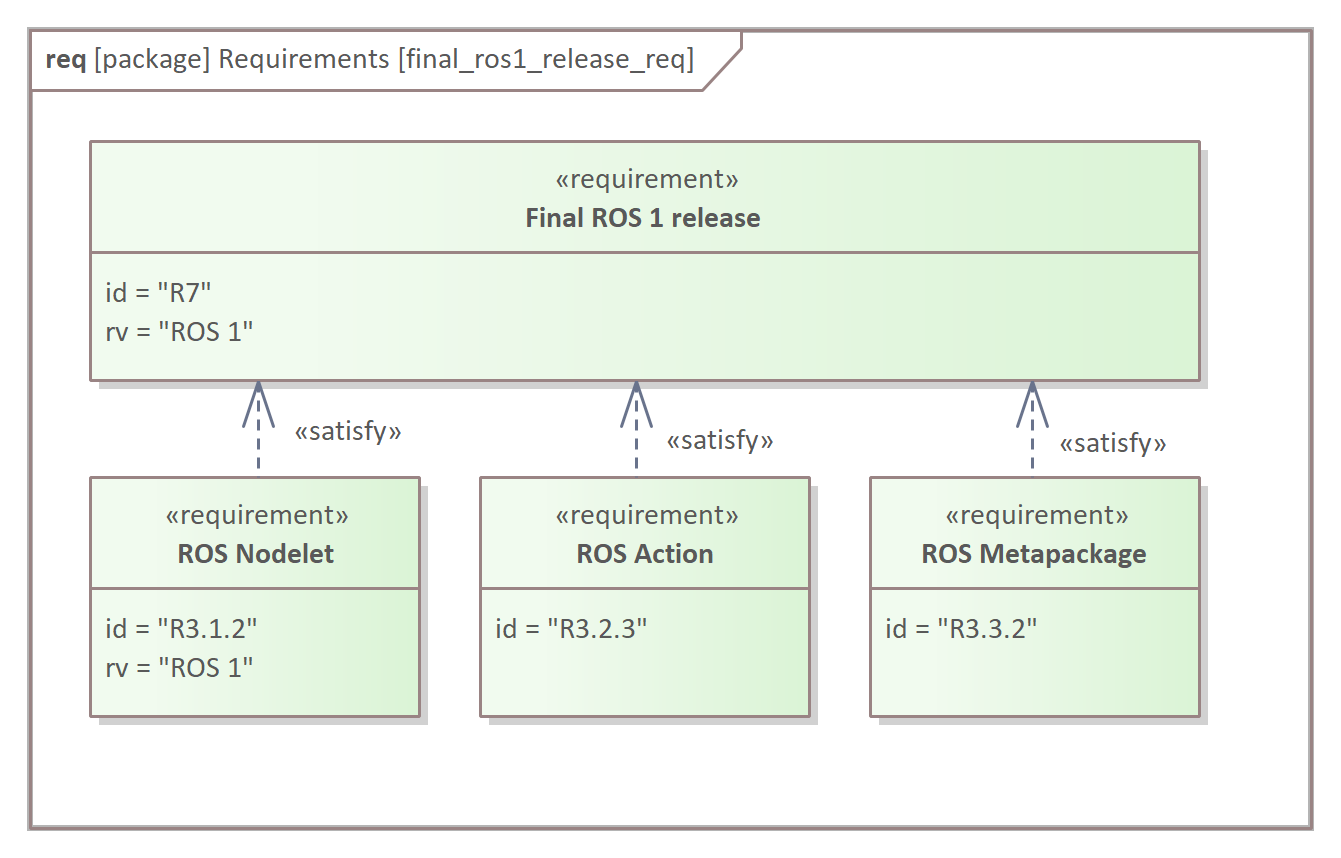 req [package] Requirements [final_ros1_release_req]
«requirement»
Final ROS 1 release
id = "R7"
rv = "ROS 1"
«satisfy»
«satisfy»
«satisfy»
«requirement»
ROS Nodelet
id = "R3.1.2"
rv = "ROS 1"
«requirement»
ROS Action
id = "R3.2.3"
«requirement»
ROS Metapackage
id = "R3.3.2"